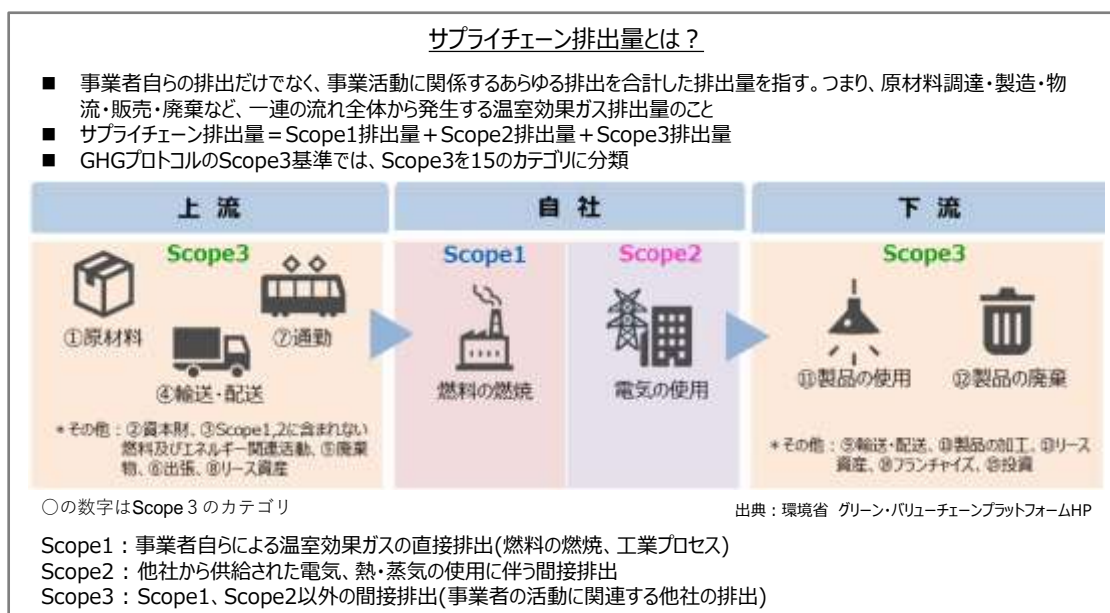 サプライチェーン排出量とは？
■ 事業者自らの排出だけでなく、事業活動に関係するあらゆる排出を合計した排出量を指す。つまり、原材料調達・製造・物
流・販売・廃棄など、一連の流れ全体から発生する温室効果ガス排出量のこと
■ サプライチェーン排出量＝Scope1排出量＋Scope2排出量＋Scope3排出量
■ GHGプロトコルのScope3基準では、Scope3を15のカテゴリに分類
上流
自社
下流
Scope3
①原材料
⑦通勤
④輸送・配送
＊その他：②資本財、③Scope1,2に含まれない
燃料及びエネルギー関連活動、⑤廃棄
物、⑥出張、⑧リース資産
Scope1
燃料の燃焼
Scope2
電気の使用
Scope3
⑪製品の使用
⑫製品の廃棄
＊その他：⑨輸送・配送、⑩製品の加工、⑬リース
資産、⑭フランチャイズ、⑮投資
○の数字はScope３のカテゴリ
出典：環境省 グリーン・バリューチェーンプラットフォームHP
Scope1：事業者自らによる温室効果ガスの直接排出(燃料の燃焼、工業プロセス)
Scope2：他社から供給された電気、熱・蒸気の使用に伴う間接排出
Scope3：Scope1、Scope2以外の間接排出(事業者の活動に関連する他社の排出)